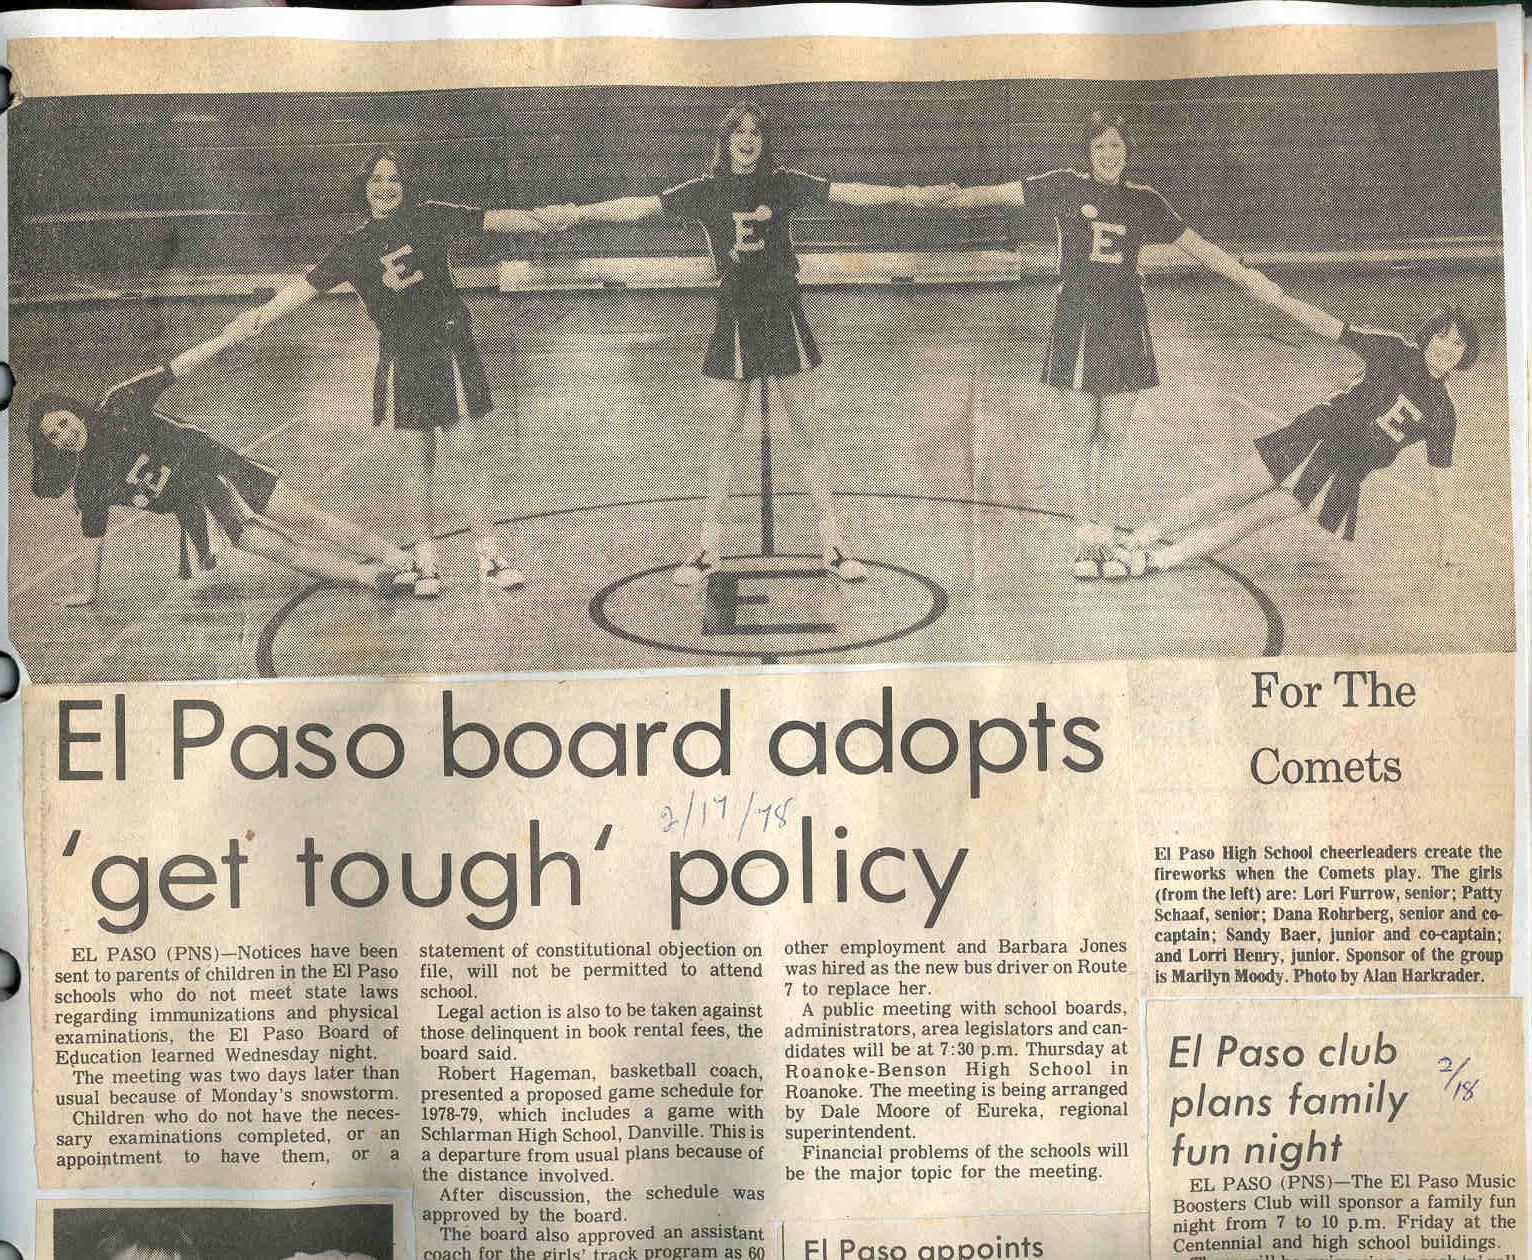 E
E
E
E
E
E
El Paso board adopts
'get tough' policy
2/17/78
EL PASO (PNS)—Notices have been
sent to parents of children in the El Paso
schools who do not meet state laws
regarding immunizations and physical
examinations, the El Paso Board of
Education learned Wednesday night.
The meeting was two days later than
usual because of Monday's snowstorm.
Children who do not have the neces-
sary examinations completed, or an
appointment to have them, or a
statement of constitutional objection on
file, will not be permitted to attend
school.
Legal action is also to be taken against
those delinquent in book rental fees, the
board said.
Robert Hageman, basketball coach,
presented a proposed game schedule for
1978-79, which includes a game with
Schlarman High School, Danville. This is
a departure from usual plans because of
the distance involved.
After discussion, the schedule was
approved by the board.
The board also approved an assistant
coach for the girls' track program as 60
other employment and Barbara Jones
was hired as the new bus driver on Route
7 to replace her.
A public meeting with school boards,
administrators, area legislators and can-
didates will be at 7:30 p.m. Thursday at
Roanoke-Benson High School in
Roanoke. The meeting is being arranged
by Dale Moore of Eureka, regional
superintendent.
Financial problems of the schools will
be the major topic for the meeting.
El Paso appoints
For The
Comets
El Paso High School cheerleaders create the
fireworks when the Comets play. The girls
(from the left) are: Lori Furrow, senior; Patty
Schaaf, senior; Dana Rohrberg, senior and co-
captain; Sandy Baer, junior and co-captain;
and Lorri Henry, junior. Sponsor of the group
is Marilyn Moody. Photo by Alan Harkrader.
El Paso club
plans family
fun night
2/18
EL PASO (PNS)—The El Paso Music
Boosters Club will sponsor a family fun
night from 7 to 10 p.m. Friday at the
Centennial and high school buildings.